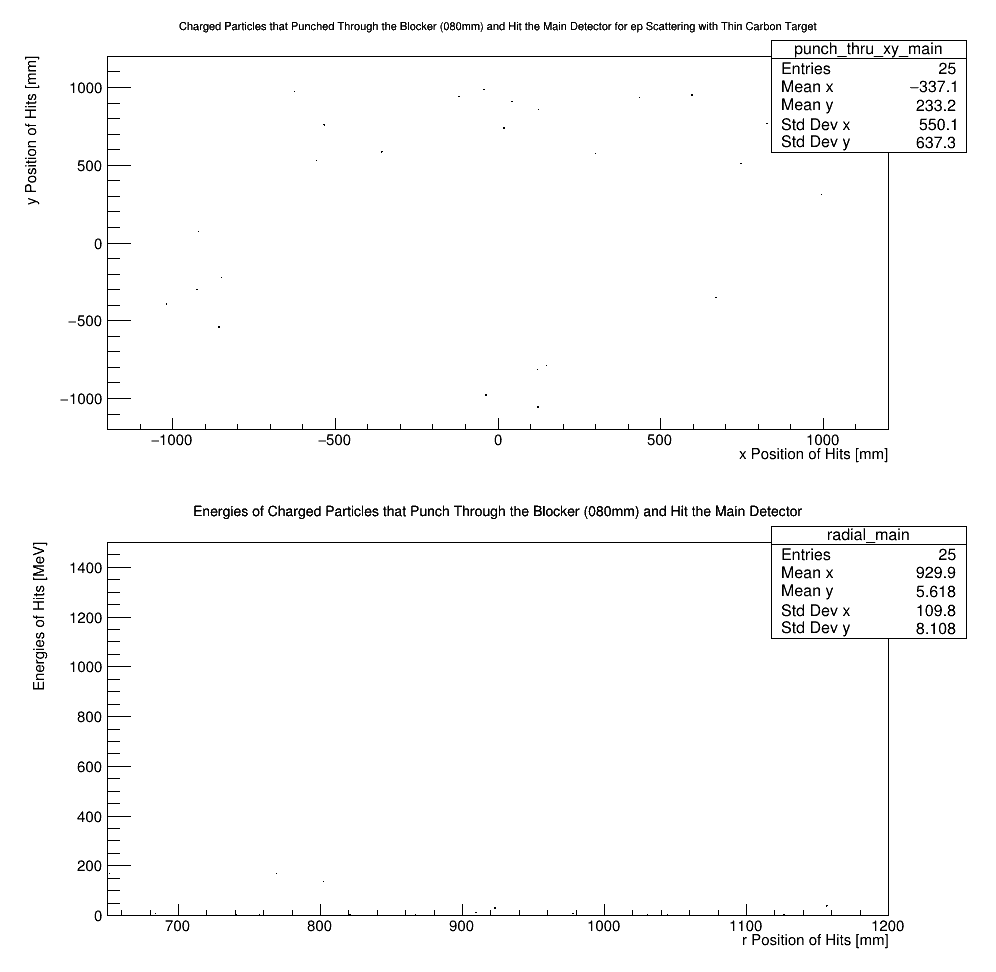 Charged Particles that Punched Through the Blocker (080mm) and Hit the Main Detector for ep Scattering with Thin Carbon Target
punch_thru_xy_main
Entries 25
Mean x −337.1
Mean y 233.2
Std Dev x 550.1
Std Dev y 637.3
y Position of Hits [mm]
1000
500
0
−500
−1000
−1000 −500 0 500 1000
x Position of Hits [mm]
Energies of Charged Particles that Punch Through the Blocker (080mm) and Hit the Main Detector
radial_main
Entries 25
Mean x 929.9
Mean y 5.618
Std Dev x 109.8
Std Dev y 8.108
Energies of Hits [MeV]
1400
1200
1000
800
600
400
200
0
700 800 900 1000 1100 1200
r Position of Hits [mm]